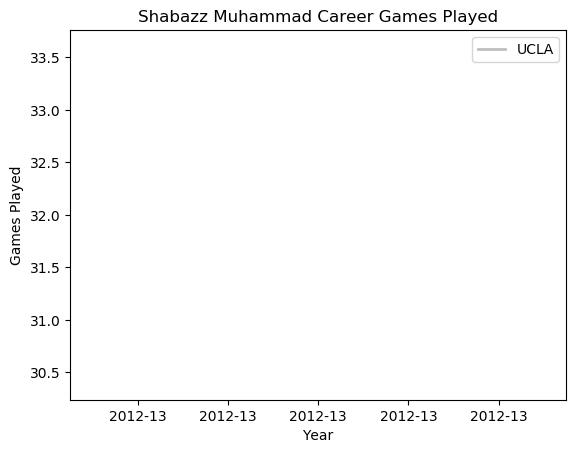 Shabazz Muhammad Career Games Played
UCLA
33.5
33.0
32.5
32.0
31.5
31.0
30.5
Games Played
2012-13 2012-13 2012-13 2012-13 2012-13
Year